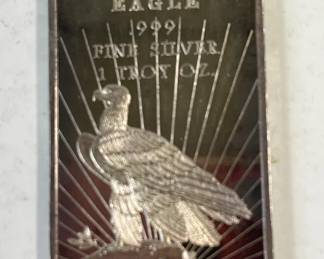 EAGLE
999
FINE SILVER
1 TROY OZ.